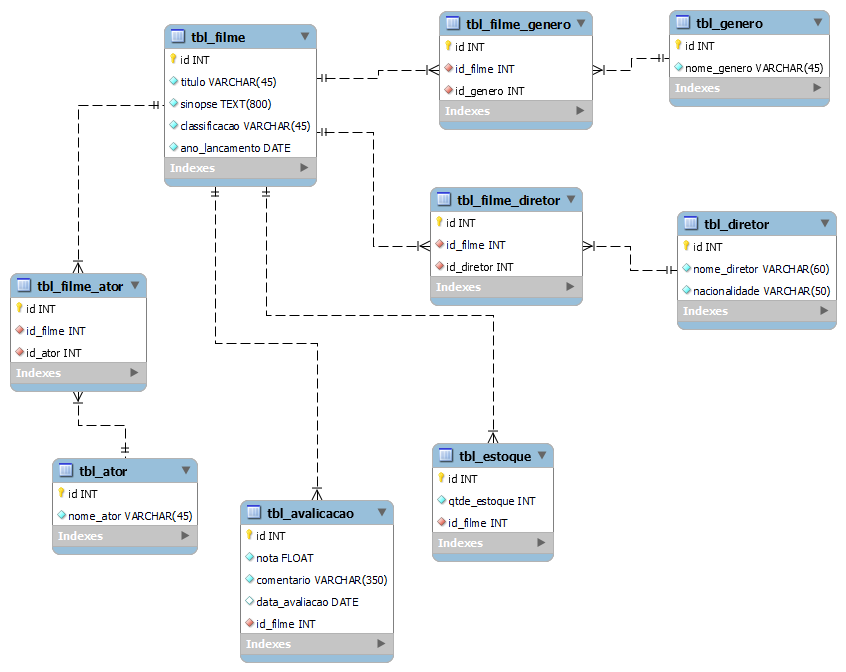 tbl_filme
id INT
titulo VARCHAR(45)
sinopse TEXT(800)
classificacao VARCHAR(45)
ano_lancamento DATE
Indexes
tbl_filme_genero
id INT
id_filme INT
id_genero INT
Indexes
tbl_genero
id INT
nome_genero VARCHAR(45)
Indexes
tbl_filme_diretor
id INT
id_filme INT
id_diretor INT
Indexes
tbl_diretor
id INT
nome_diretor VARCHAR(60)
nacionalidade VARCHAR(50)
Indexes
tbl_filme_ator
id INT
id_filme INT
id_ator INT
Indexes
tbl_ator
id INT
nome_ator VARCHAR(45)
Indexes
tbl_avalicacao
id INT
nota FLOAT
comentario VARCHAR(350)
data_avaliacao DATE
id_filme INT
Indexes
tbl_estoque
id INT
qtde_estoque INT
id_filme INT
Indexes